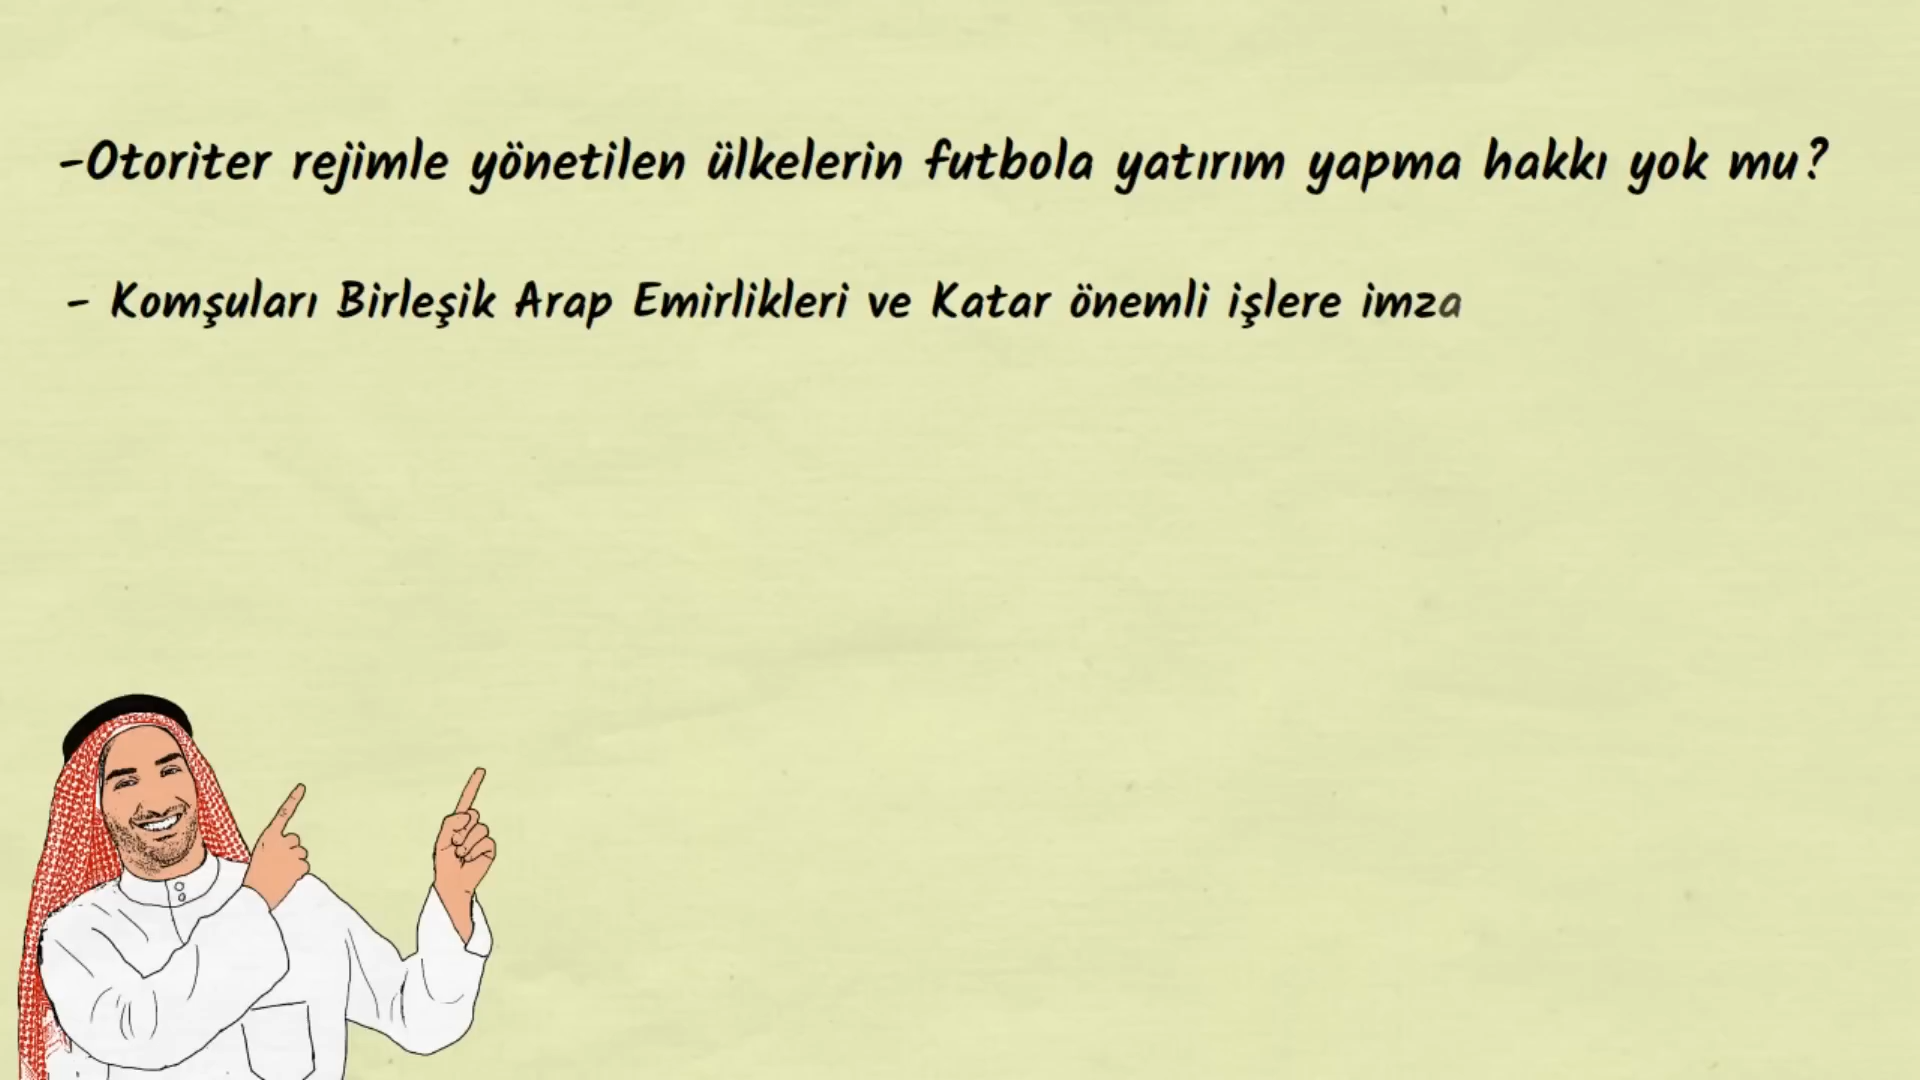 -Otoriter rejimle yönetilen ülkelerin futbola yatırım yapma hakkı yok mu?
- Komşuları Birleşik Arap Emirlikleri ve Katar önemli işlere imza